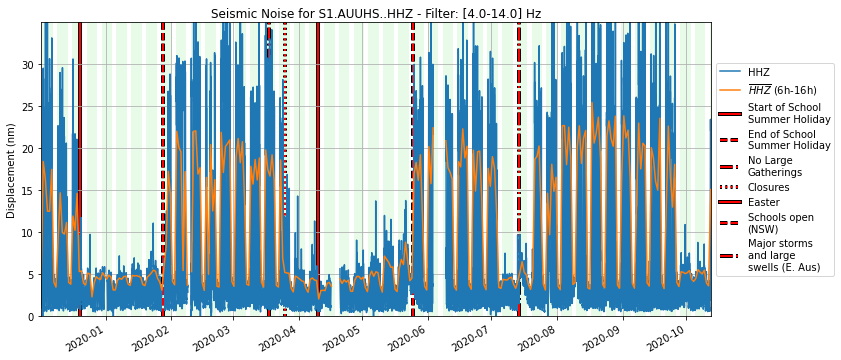 Seismic Noise for S1.AUUHS..HHZ - Filter: [4.0-14.0] Hz
Displacement (nm)
30
25
20
15
10
5
0
2020-01
2020-02
2020-03
2020-04
2020-05
2020-06
2020-07
2020-08
2020-09
2020-10
HHZ
HHZ (6h-16h)
Start of School
Summer Holiday
End of School
Summer Holiday
No Large
Gatherings
Closures
Easter
Schools open
(NSW)
Major storms
and large
swells (E. Aus)